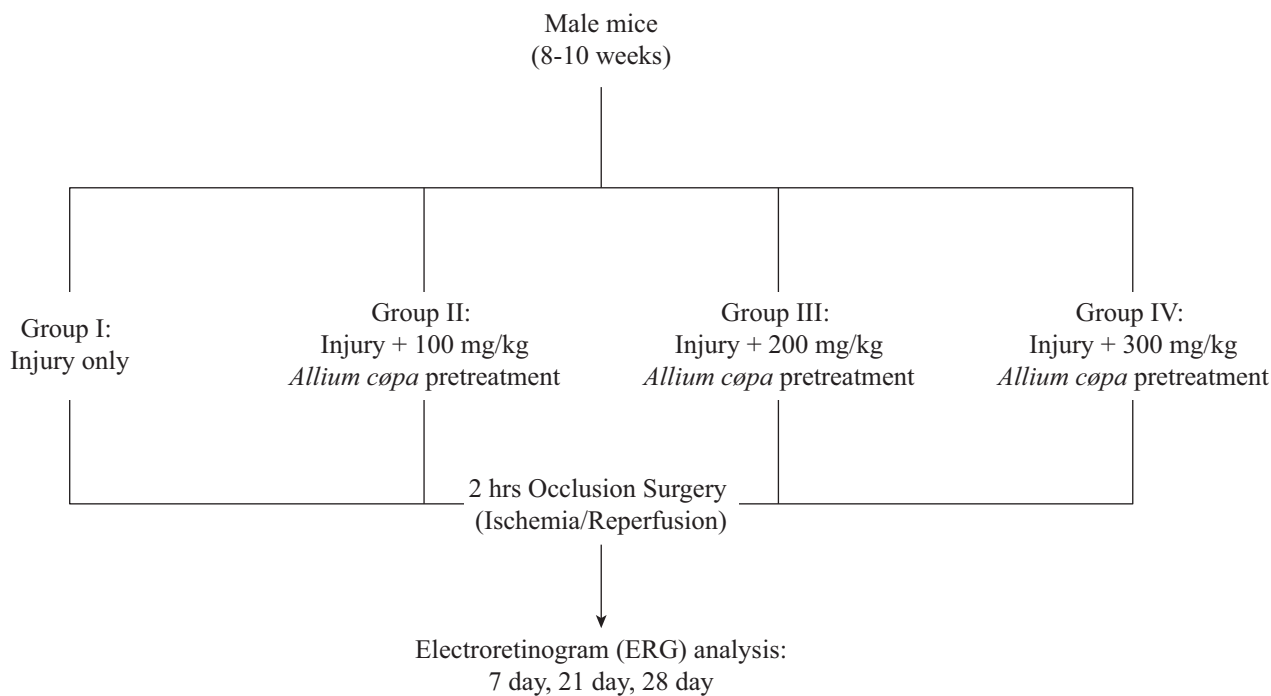 Male mice
(8-10 weeks)
Group I:
Injury only
Group II:
Injury + 100 mg/kg
Allium cøpa pretreatment
Group III:
Injury + 200 mg/kg
Allium cøpa pretreatment
Group IV:
Injury + 300 mg/kg
Allium cøpa pretreatment
2 hrs Occlusion Surgery
(Ischemia/Reperfusion)
Electroretinogram (ERG) analysis:
7 day, 21 day, 28 day